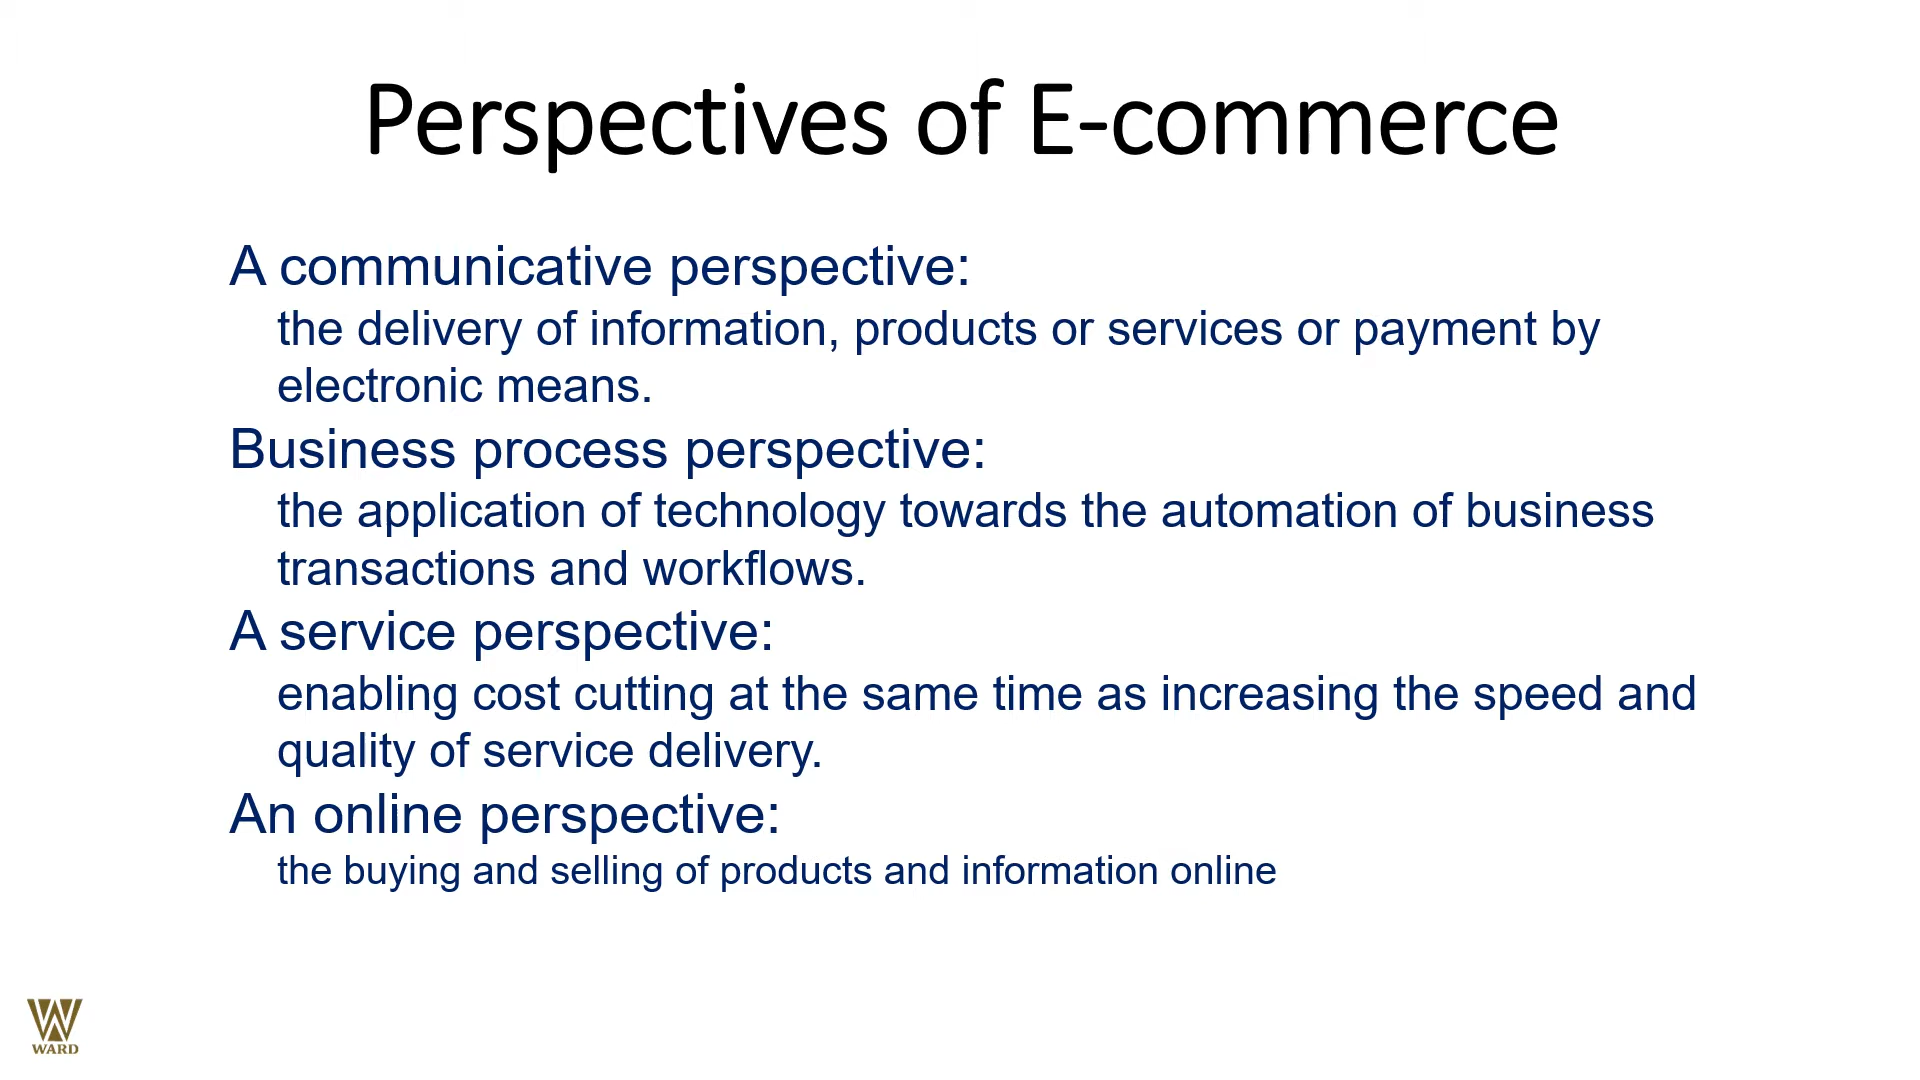 Perspectives of E-commerce
A communicative perspective:
the delivery of information, products or services or payment by
electronic means.
Business process perspective:
the application of technology towards the automation of business
transactions and workflows.
A service perspective:
enabling cost cutting at the same time as increasing the speed and
quality of service delivery.
An online perspective:
the buying and selling of products and information online
WARD